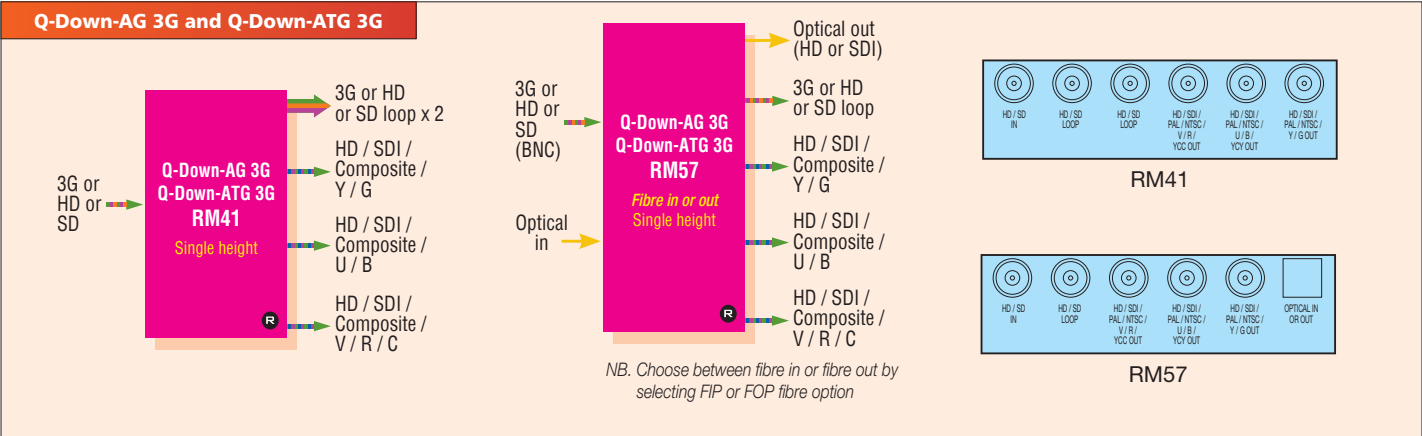 Q-Down-AG 3G and Q-Down-ATG 3G
3G or
HD or
SD
Q-Down-AG 3G
Q-Down-ATG 3G
RM41
Single height
R
3G or HD
or SD loop x 2
HD / SDI /
Composite /
Y / G
HD / SDI /
Composite /
U / B
HD / SDI /
Composite /
V / R / C
3G or
HD or
SD
(BNC)
Optical
in
Q-Down-AG 3G
Q-Down-ATG 3G
RM57
Fibre in or out
Single height
R
Optical out
(HD or SDI)
3G or HD
or SD loop
HD / SDI /
Composite /
Y / G
HD / SDI /
Composite /
U / B
HD / SDI /
Composite /
V / R / C
NB. Choose between fibre in or fibre out by
selecting FIP or FOP fibre option
HD / SD
IN
HD / SD
LOOP
HD / SD
LOOP
HD / SDI /
PAL / NTSC /
V / R /
YCC OUT
HD / SDI /
PAL / NTSC /
U / B /
YCY OUT
HD / SDI /
PAL / NTSC /
Y / G OUT
RM41
HD / SD
IN
HD / SD
LOOP
HD / SDI /
PAL / NTSC /
V / R /
YCC OUT
HD / SDI /
PAL / NTSC /
U / B /
YCY OUT
HD / SDI /
PAL / NTSC /
Y / G OUT
OPTICAL IN
OR OUT
RM57